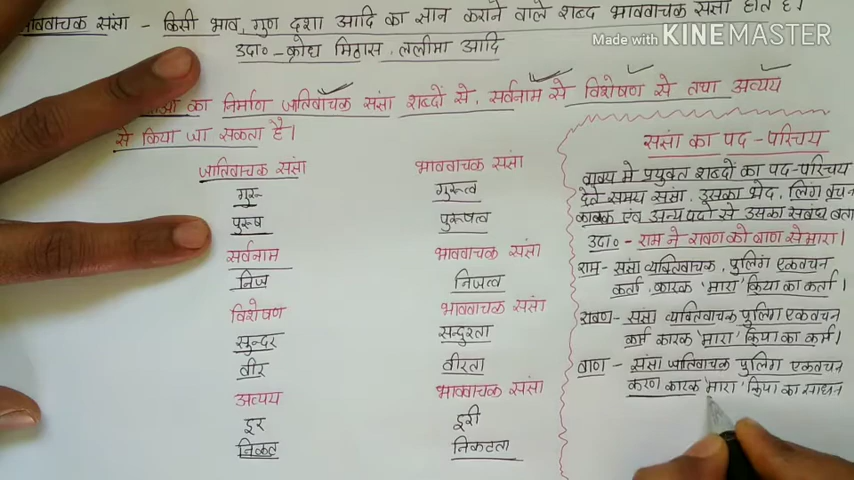 भाववाचक संज्ञा - किसी भाव, गुण दशा आदि का ज्ञान कराने वाले शब्द भाववाचक संज्ञा होते है।
उदा० - क्रोध मिठास, ललीमा आदि
Made with KINEMASTER
का निर्माण जातिवाचक संज्ञा शब्दों से, सर्वनाम से विशेषण से तथा अव्यय
से किया जा सकता है।
जातिवाचक संज्ञा भाववाचक संज्ञा
गुरु गुरुत्व
पुरुष पुरुषत्व
सर्वनाम भाववाचक संज्ञा
निज निजत्व
विशेषण भाववाचक संज्ञा
सुन्दर सन्दुरता
वीर वीरता
अव्यय भाववाचक संज्ञा
दूर दूरी
निकट निकटता
संज्ञा का पद - परिचय
वाक्य मे प्रयुक्त शब्दों का पद - परिचय
देते समय संज्ञा, उसका भेद, लिंग वचन
कारक एंव अन्य पदो से उसका संबंध बता
उदा० - राम ने रावण को बाण से मारा।
राम - संज्ञा व्यक्तिवाचक, पुलिंग एकवचन
कर्ता कारक 'मारा' क्रिया का कर्ता।
रावण - संज्ञा व्यक्तिवाचक पुलिंग एकवचन
कर्म कारक 'मारा' क्रिया का कर्म।
बाण - संज्ञा जातिवाचक पुलिंग एकवचन
करण कारक 'मारा' क्रिया का साधन